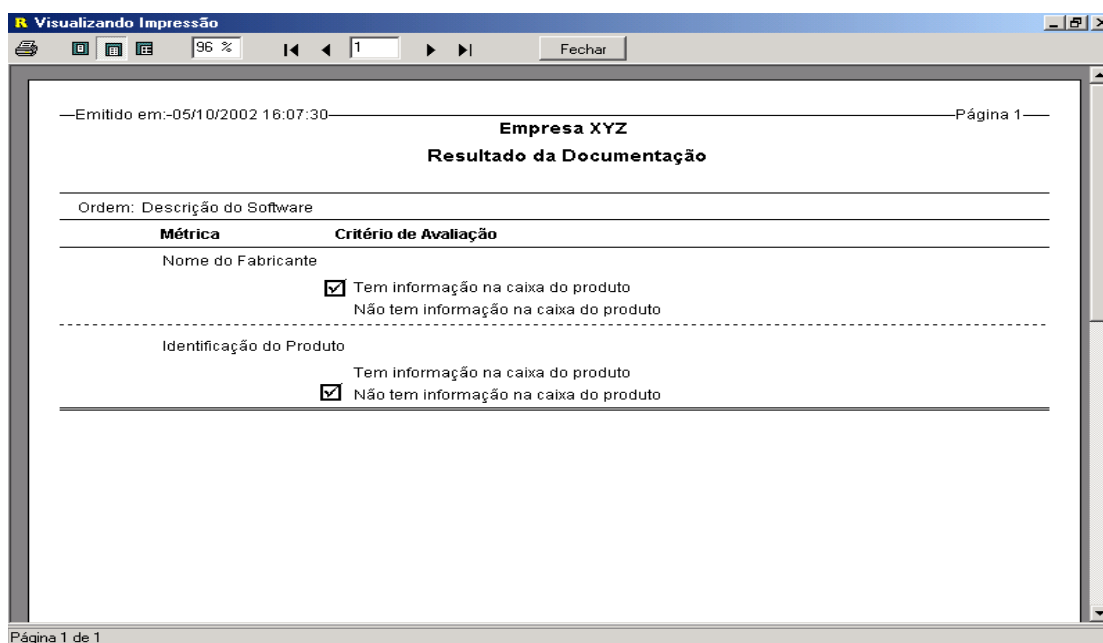 Visualizando Impressão
96 %
1
Fechar
Emitido em:-05/10/2002 16:07:30
Página 1
Empresa XYZ
Resultado da Documentação
Ordem: Descrição do Software
Métrica Critério de Avaliação
Nome do Fabricante
Tem informação na caixa do produto
Não tem informação na caixa do produto
Identificação do Produto
Tem informação na caixa do produto
Não tem informação na caixa do produto
Página 1 de 1